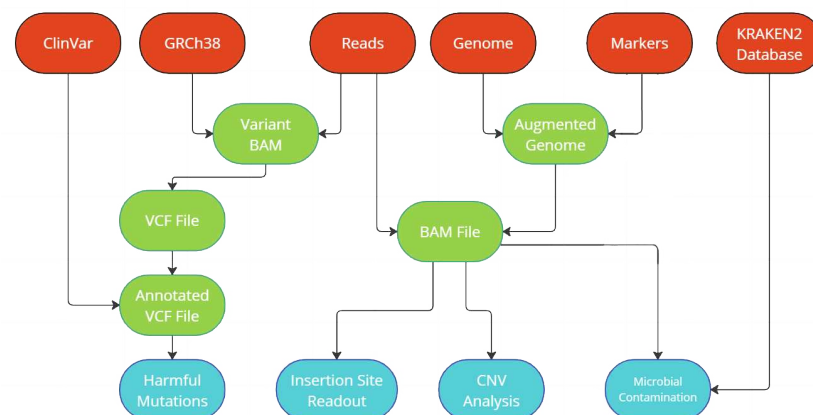 ClinVar
GRCh38
Reads
Genome
Markers
KRAKEN2
Database
Variant
BAM
Augmented
Genome
VCF File
BAM File
Annotated
VCF File
Harmful
Mutations
Insertion Site
Readout
CNV
Analysis
Microbial
Contamination